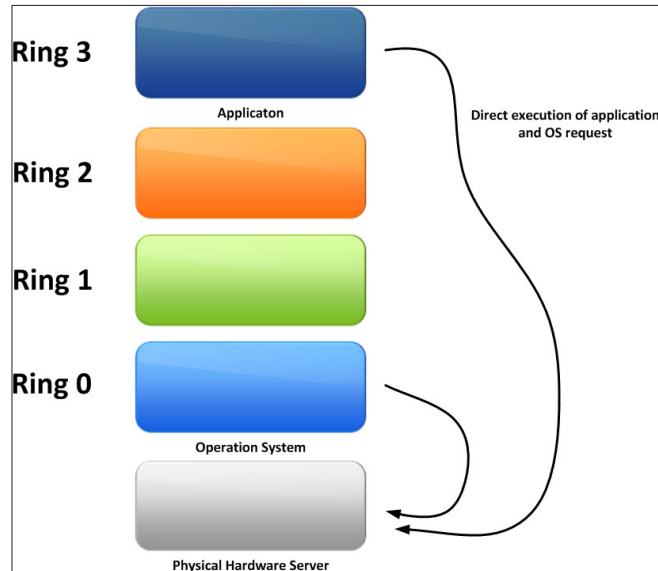 Ring 3
Applicaton
Direct execution of application
and OS request
Ring 2
Ring 1
Ring 0
Operation System
Physical Hardware Server